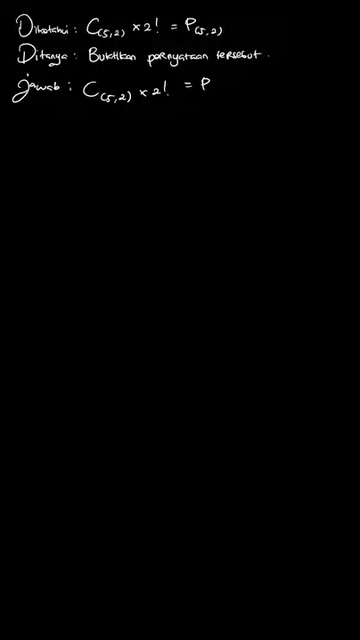 Diketahui : C(5,2) × 2! = P(5,2)
Ditanya : Buktikan pernyataan tersebut .
Jawab : C(5,2) × 2! = P